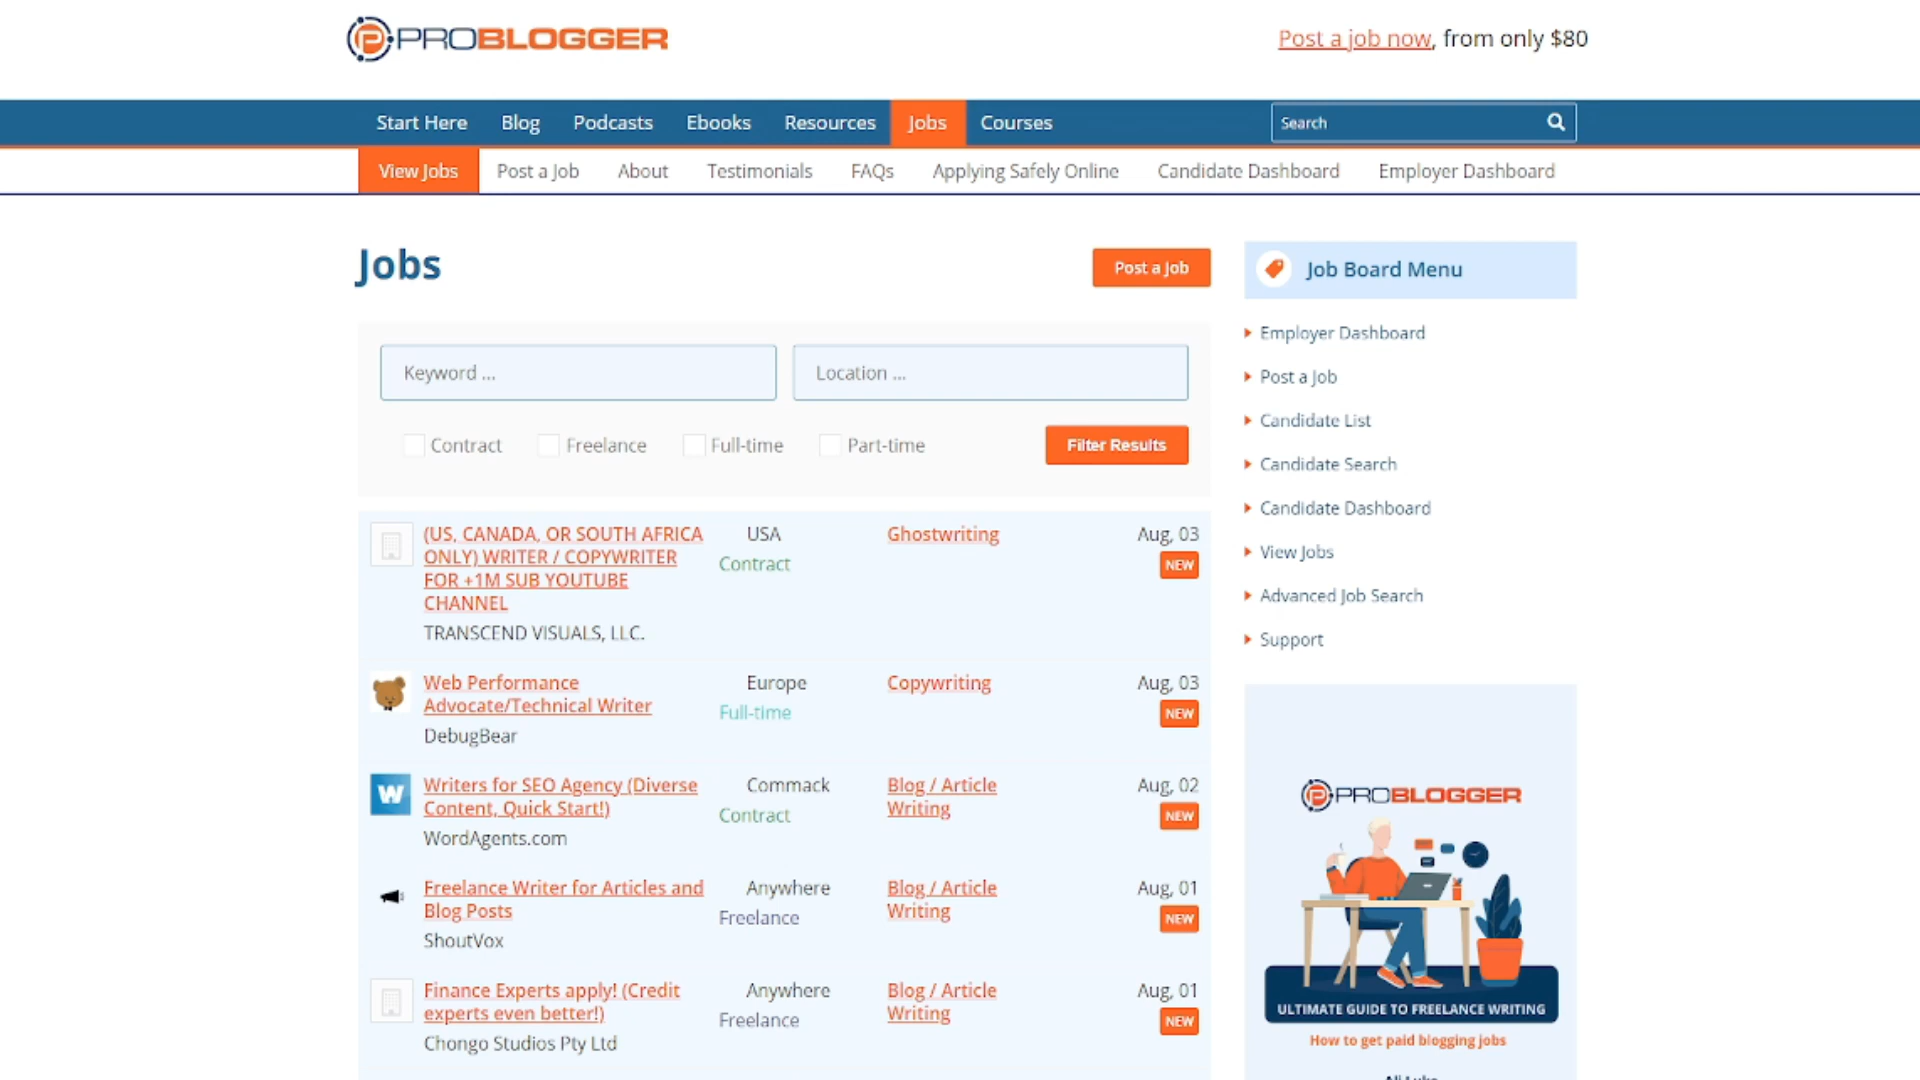 PROBLOGGER
Post a job now, from only $80
Start Here Blog Podcasts Ebooks Resources Jobs Courses Search
View Jobs Post a Job About Testimonials FAQs Applying Safely Online Candidate Dashboard Employer Dashboard
Jobs
Post a Job
Keyword ... Location ...
Contract Freelance Full-time Part-time Filter Results
(US, CANADA, OR SOUTH AFRICA
ONLY) WRITER / COPYWRITER
FOR +1M SUB YOUTUBE
CHANNEL
TRANSCEND VISUALS, LLC.
USA
Contract
Ghostwriting
Aug, 03
NEW
Web Performance
Advocate/Technical Writer
DebugBear
Europe
Full-time
Copywriting
Aug, 03
NEW
Writers for SEO Agency (Diverse
Content, Quick Start!)
WordAgents.com
Commack
Contract
Blog / Article
Writing
Aug, 02
NEW
W
Freelance Writer for Articles and
Blog Posts
ShoutVox
Anywhere
Freelance
Blog / Article
Writing
Aug, 01
NEW
Finance Experts apply! (Credit
experts even better!)
Chongo Studios Pty Ltd
Anywhere
Freelance
Blog / Article
Writing
Aug, 01
NEW
Job Board Menu
Employer Dashboard
Post a Job
Candidate List
Candidate Search
Candidate Dashboard
View Jobs
Advanced Job Search
Support
PROBLOGGER
ULTIMATE GUIDE TO FREELANCE WRITING
How to get paid blogging jobs